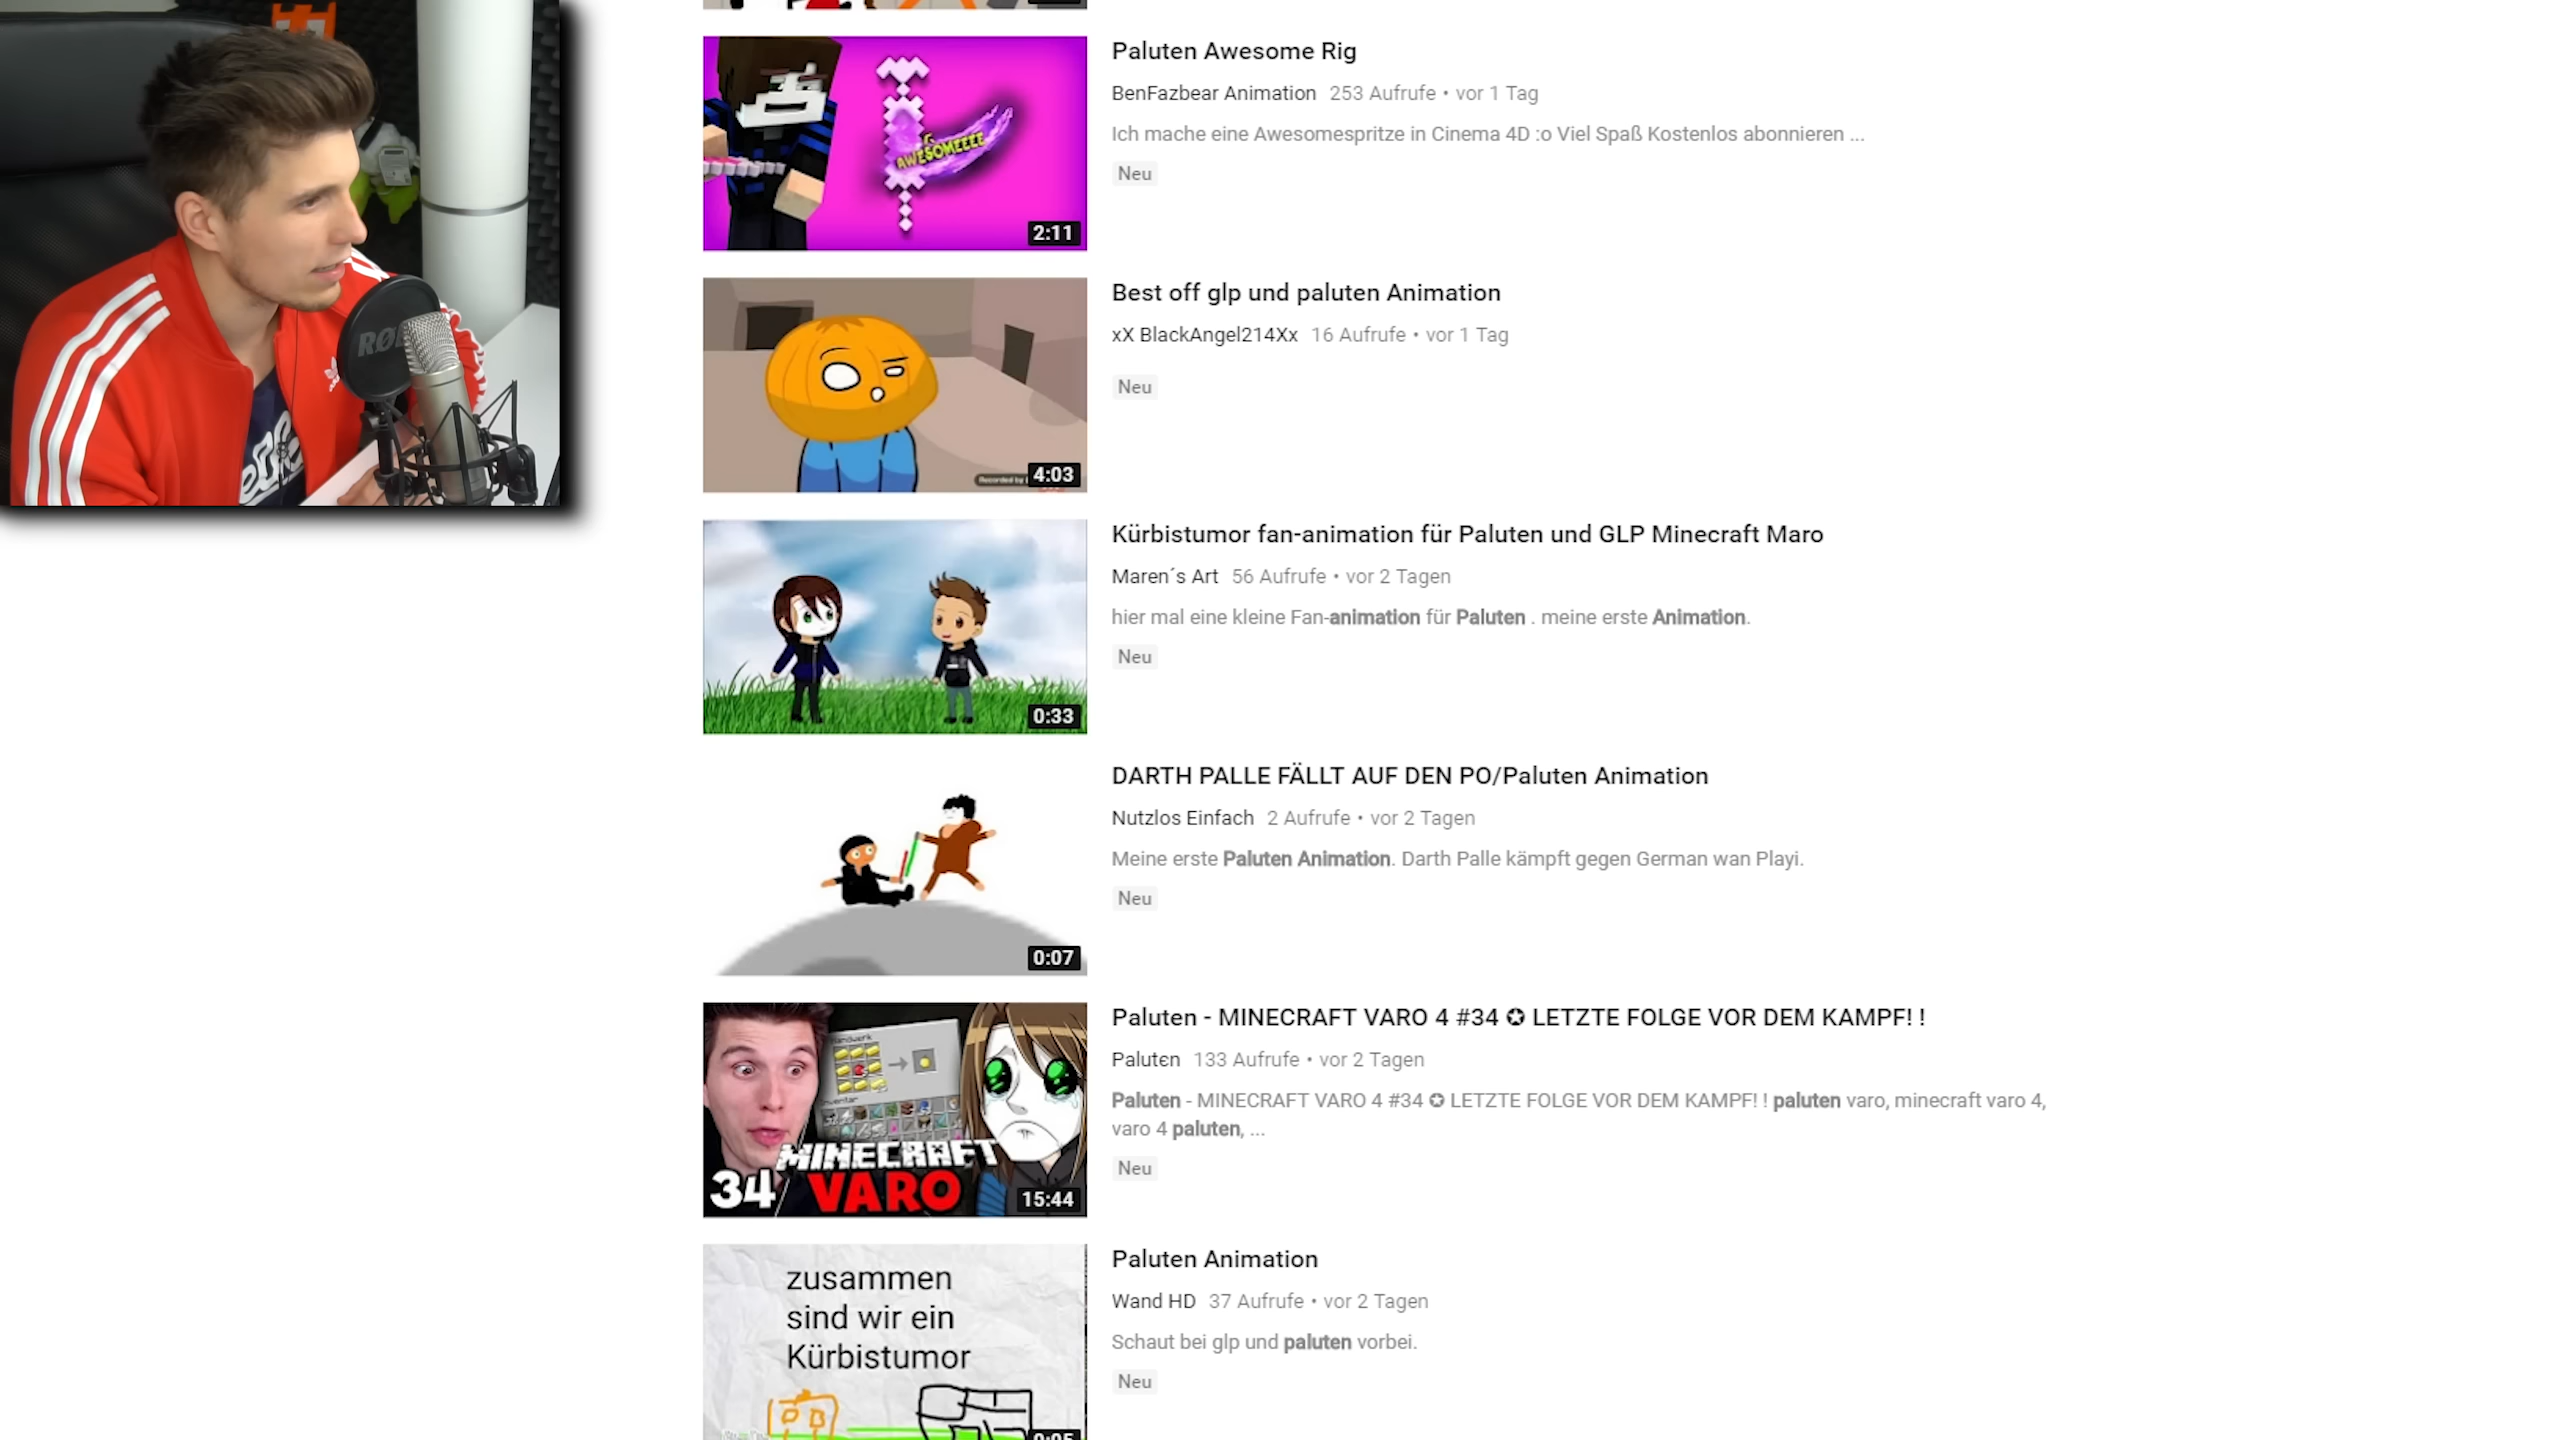 Paluten Awesome Rig
BenFazbear Animation 253 Aufrufe • vor 1 Tag
Ich mache eine Awesomespritze in Cinema 4D :o Viel Spaß Kostenlos abonnieren ...
Neu
AWESOMEEEE
2:11
Best off glp und paluten Animation
xX BlackAngel214Xx 16 Aufrufe • vor 1 Tag
Neu
Recorded by
4:03
Kürbistumor fan-animation für Paluten und GLP Minecraft Maro
Maren´s Art 56 Aufrufe • vor 2 Tagen
hier mal eine kleine Fan-animation für Paluten . meine erste Animation.
Neu
0:33
DARTH PALLE FÄLLT AUF DEN PO/Paluten Animation
Nutzlos Einfach 2 Aufrufe • vor 2 Tagen
Meine erste Paluten Animation. Darth Palle kämpft gegen German wan Playi.
Neu
0:07
Paluten - MINECRAFT VARO 4 #34 ✪ LETZTE FOLGE VOR DEM KAMPF! !
Paluten 133 Aufrufe • vor 2 Tagen
Paluten - MINECRAFT VARO 4 #34 ✪ LETZTE FOLGE VOR DEM KAMPF! ! paluten varo, minecraft varo 4,
varo 4 paluten, ...
Neu
Inventar
MINECRAFT
34 VARO
15:44
Paluten Animation
Wand HD 37 Aufrufe • vor 2 Tagen
Schaut bei glp und paluten vorbei.
Neu
zusammen
sind wir ein
Kürbistumor
0:05